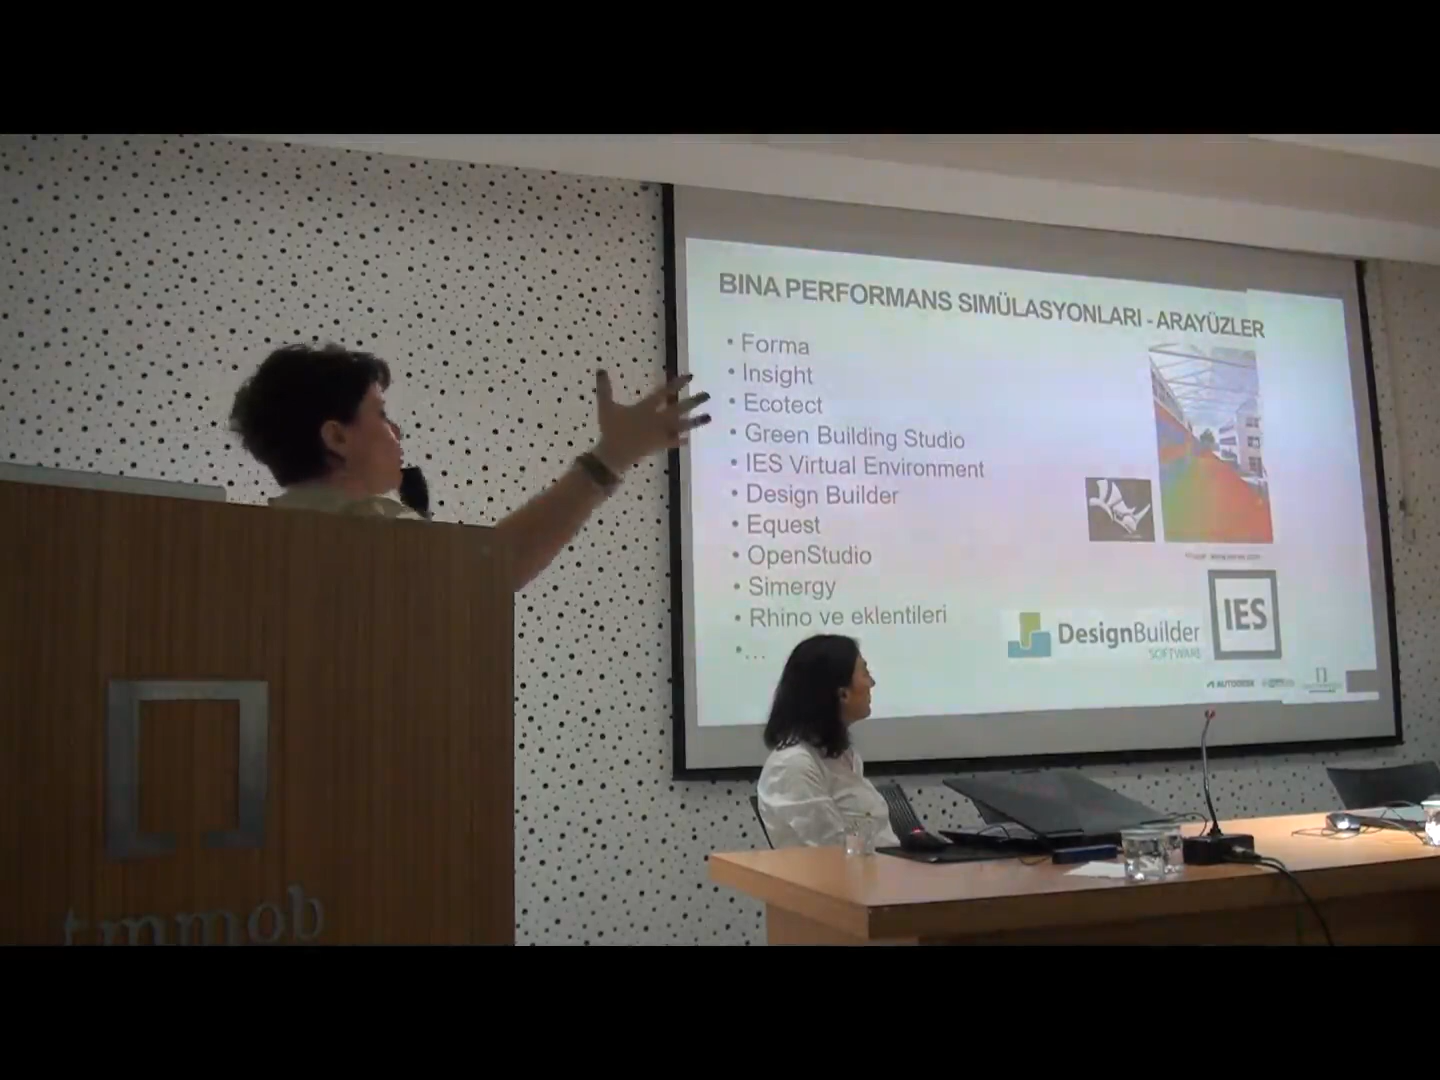 BINA PERFORMANS SIMÜLASYONLARI - ARAYÜZLER
• Forma
• Insight
• Ecotect
• Green Building Studio
• IES Virtual Environment
• Design Builder
• Equest
• OpenStudio
• Simergy
• Rhino ve eklentileri
• ...
DesignBuilder
SOFTWARE
IES
AUTODESK
tmmob